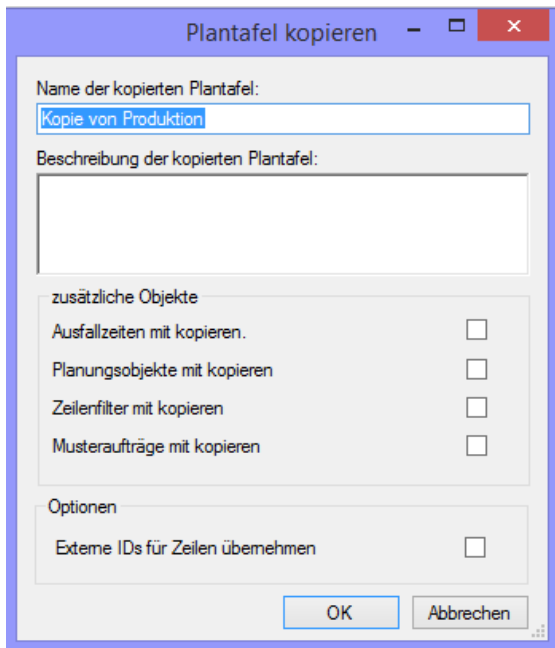 Plantafel kopieren
Name der kopierten Plantafel:
Kopie von Produktion
Beschreibung der kopierten Plantafel:
zusätzliche Objekte
Ausfallzeiten mit kopieren.
Planungsobjekte mit kopieren
Zeilenfilter mit kopieren
Musteraufträge mit kopieren
Optionen
Externe IDs für Zeilen übernehmen
OK Abbrechen